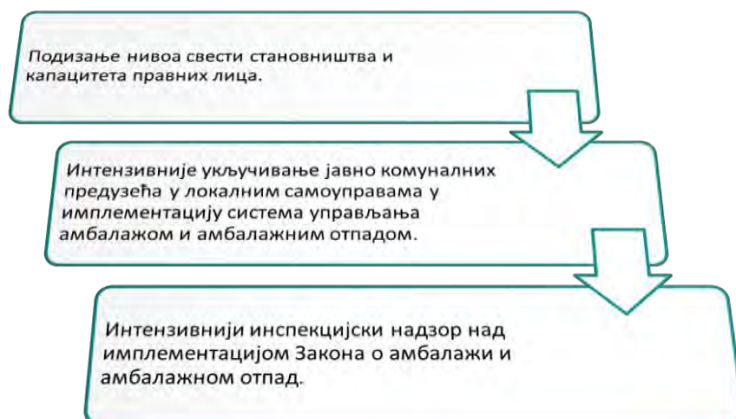 Подизање нивоа свести становништва и
капацитета правних лица.
Интензивније укључивање јавно комуналних
предузећа у локалним самоуправама у
имплементацију система управљања
амбалажом и амбалажним отпадом.
Интензивнији инспекцијски надзор над
имплементацијом Закона о амбалажи и
амбалажном отпад.